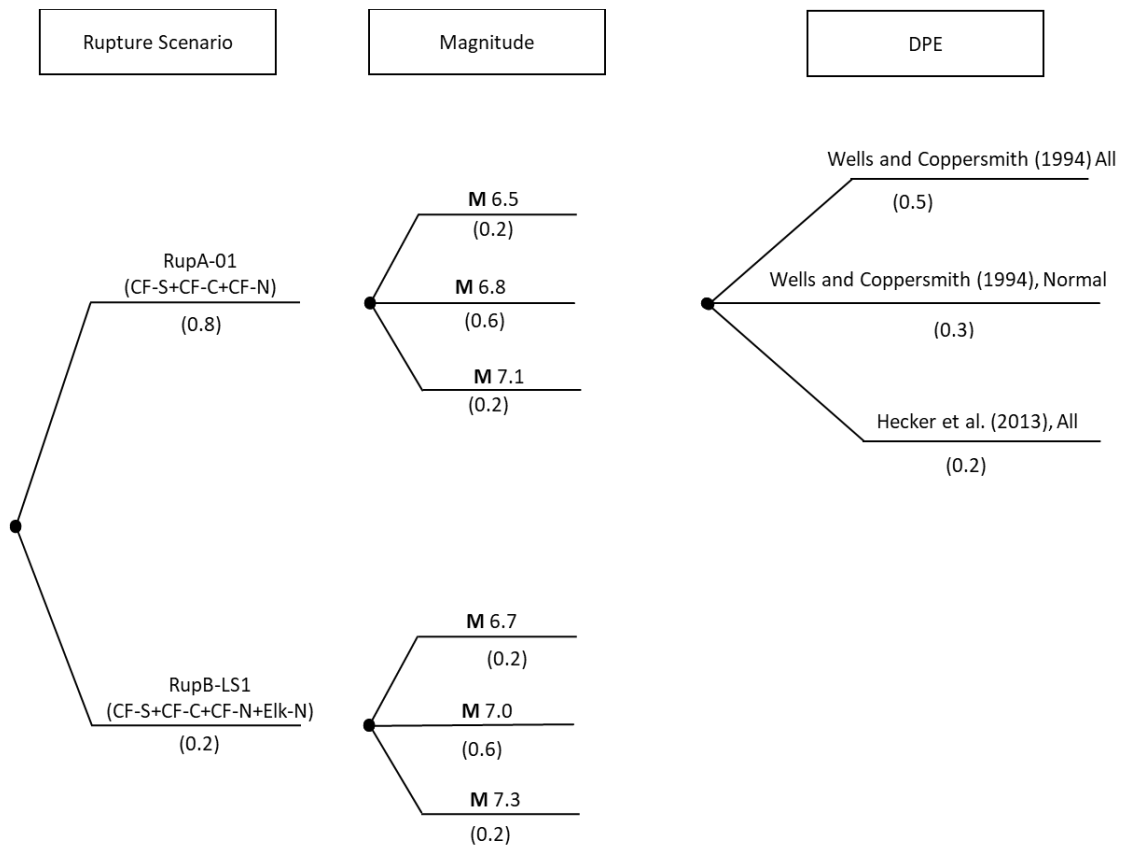 Rupture Scenario
Magnitude
DPE
RupA-01
(CF-S+CF-C+CF-N)
(0.8)
RupB-LS1
(CF-S+CF-C+CF-N+Elk-N)
(0.2)
M 6.5
(0.2)
M 6.8
(0.6)
M 7.1
(0.2)
M 6.7
(0.2)
M 7.0
(0.6)
M 7.3
(0.2)
Wells and Coppersmith (1994) All
(0.5)
Wells and Coppersmith (1994), Normal
(0.3)
Hecker et al. (2013), All
(0.2)